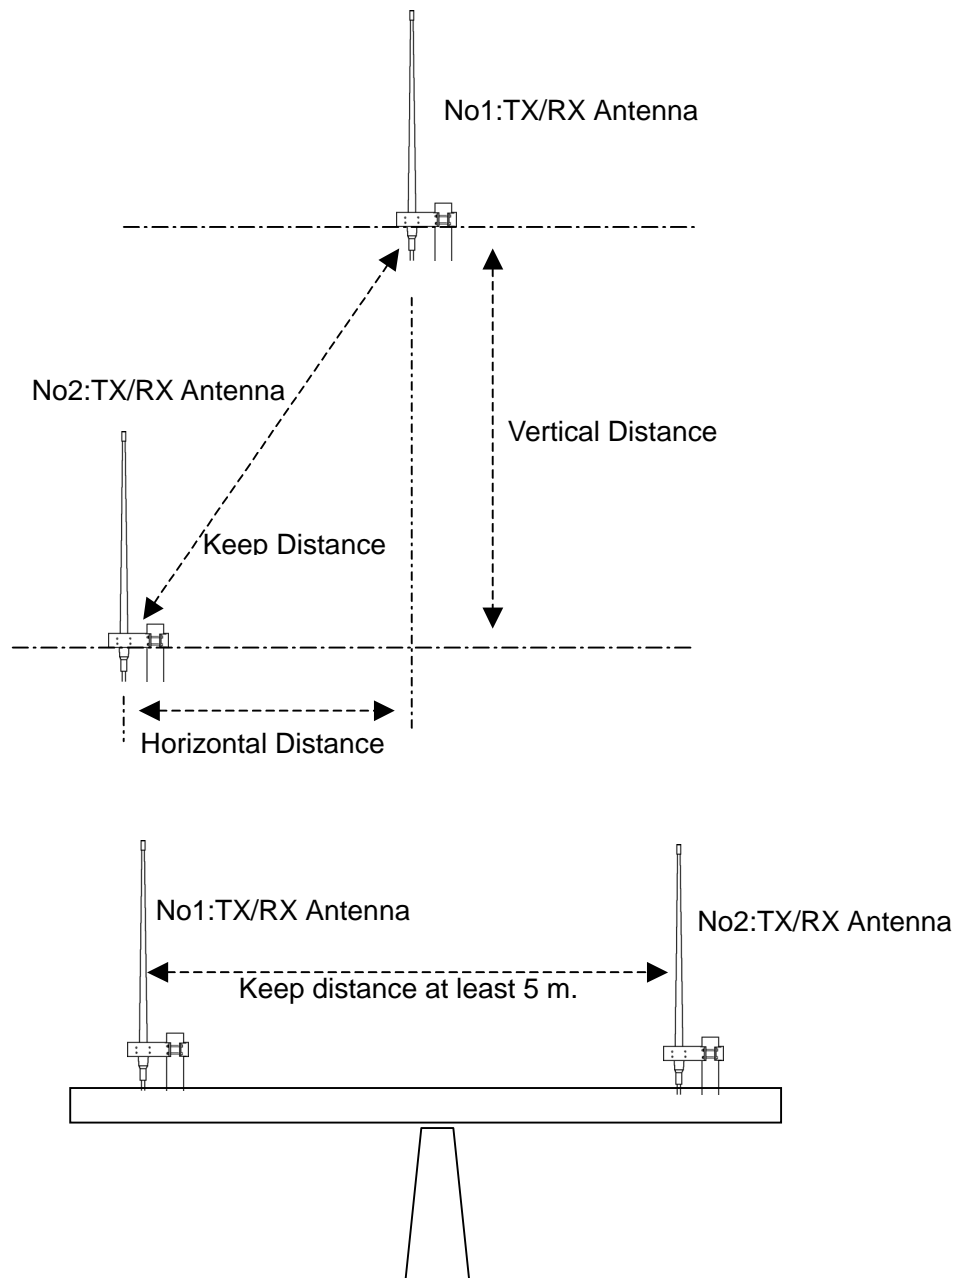 No1:TX/RX Antenna
No2:TX/RX Antenna
Vertical Distance
Keep Distance
Horizontal Distance
No1:TX/RX Antenna
No2:TX/RX Antenna
Keep distance at least 5 m.